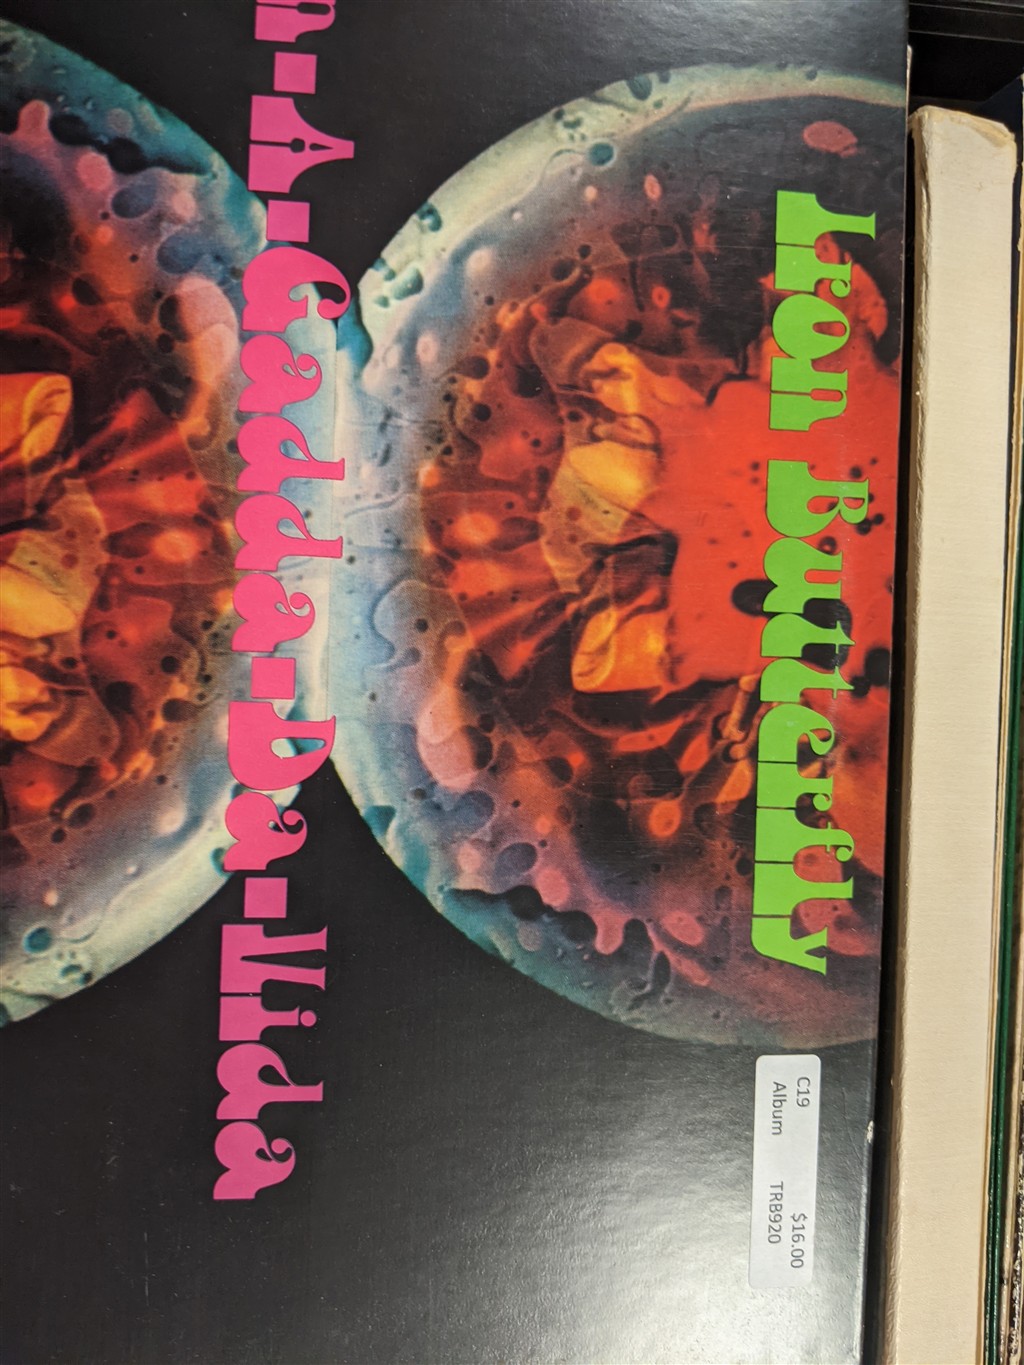 Iron Butterfly
n-A-Gadda-Da-Vida
C19 $16.00
Album TRB920